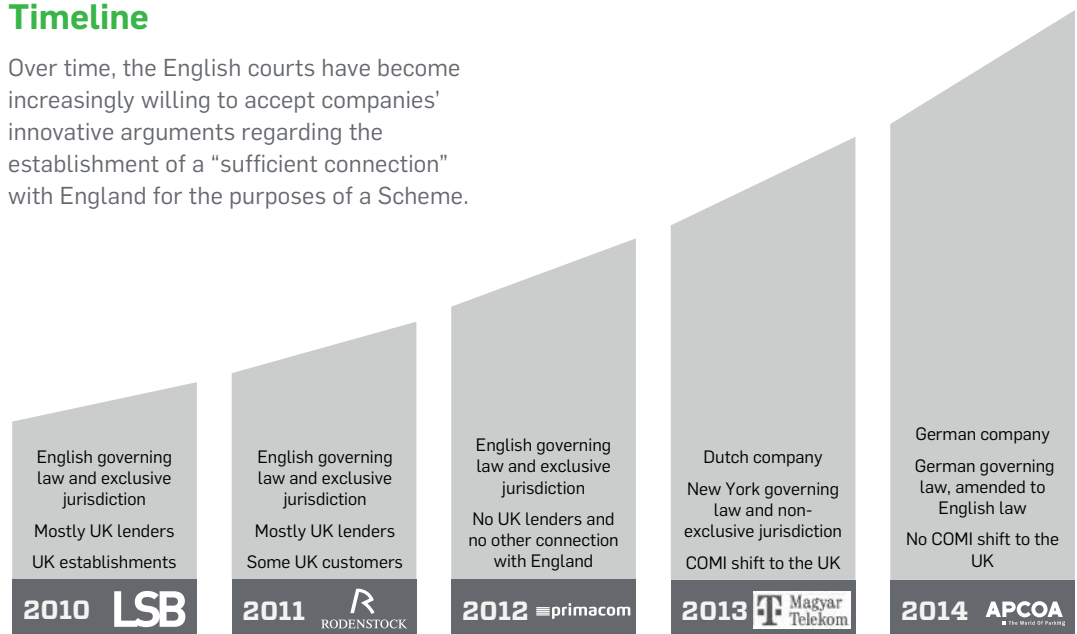 Timeline
Over time, the English courts have become
increasingly willing to accept companies’
innovative arguments regarding the
establishment of a “sufficient connection”
with England for the purposes of a Scheme.
English governing
law and exclusive
jurisdiction
Mostly UK lenders
UK establishments
2010 LSB
English governing
law and exclusive
jurisdiction
Mostly UK lenders
Some UK customers
2011 R
RODENSTOCK
English governing
law and exclusive
jurisdiction
No UK lenders and
no other connection
with England
2012 primacom
Dutch company
New York governing
law and non-
exclusive jurisdiction
COMI shift to the UK
2013 T Magyar
Telekom
German company
German governing
law, amended to
English law
No COMI shift to the
UK
2014 APCOA
The World Of Parking